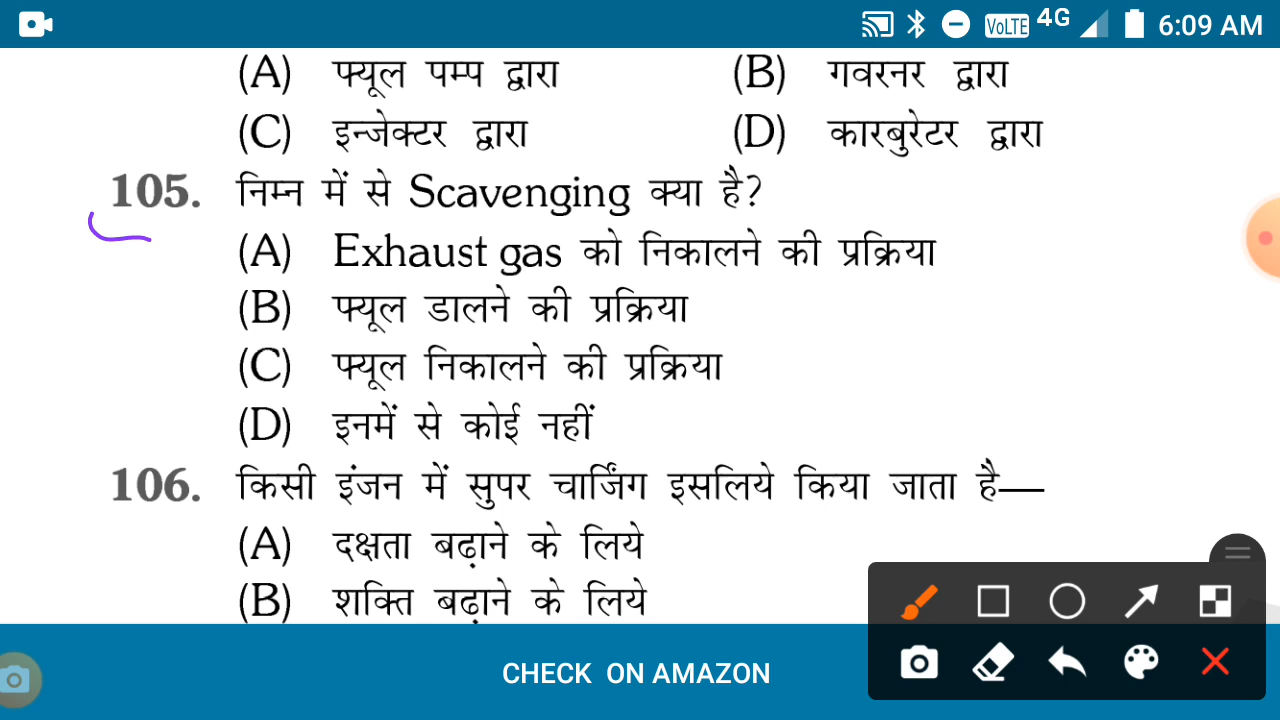 VoLTE 4G 6:09 AM
(A) फ्यूल पम्प द्वारा (B) गवरनर द्वारा
(C) इन्जेक्टर द्वारा (D) कारबुरेटर द्वारा
105. निम्न में से Scavenging क्या है?
(A) Exhaust gas को निकालने की प्रक्रिया
(B) फ्यूल डालने की प्रक्रिया
(C) फ्यूल निकालने की प्रक्रिया
(D) इनमें से कोई नहीं
106. किसी इंजन में सुपर चार्जिंग इसलिये किया जाता है—
(A) दक्षता बढ़ाने के लिये
(B) शक्ति बढ़ाने के लिये
CHECK ON AMAZON